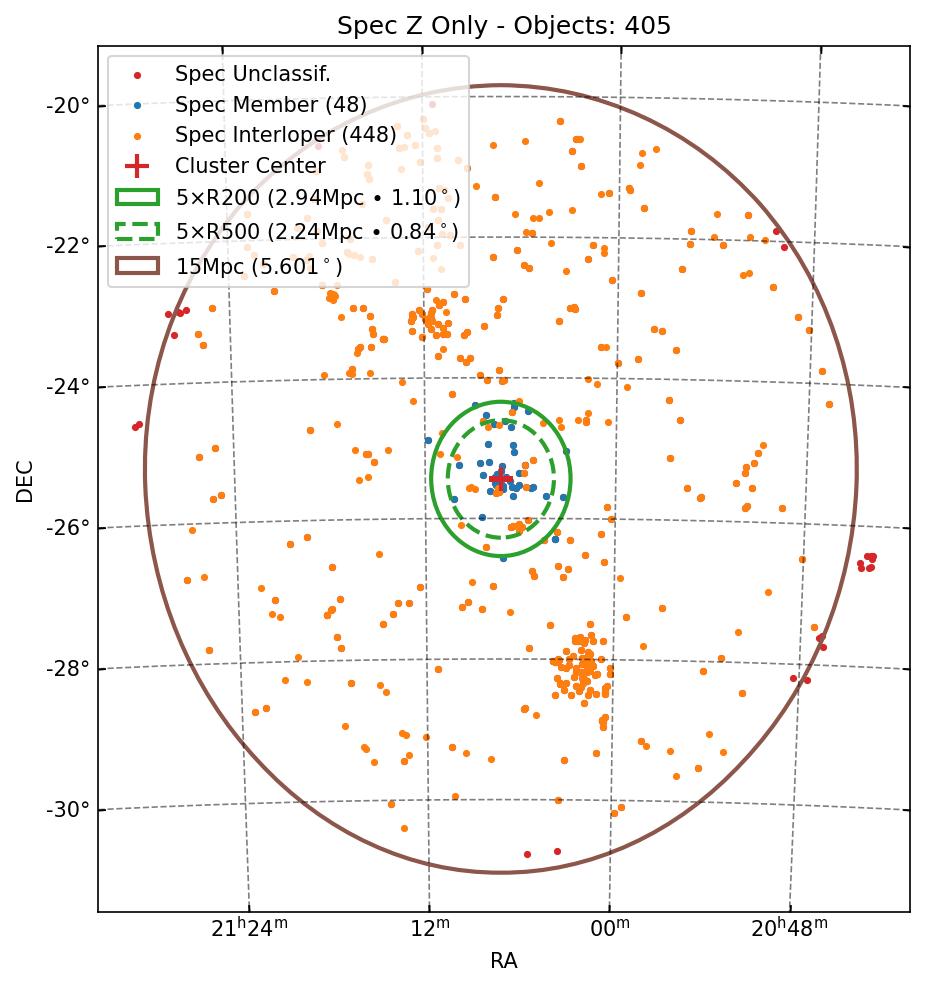 Spec Z Only - Objects: 405
Spec Unclassif.
Spec Member (48)
Spec Interloper (448)
Cluster Center
5×R200 (2.94Mpc • 1.10°)
5×R500 (2.24Mpc • 0.84°)
15Mpc (5.601°)
-20°
-22°
-24°
-26°
-28°
-30°
DEC
21ʰ24ᵐ 12ᵐ 00ᵐ 20ʰ48ᵐ
RA